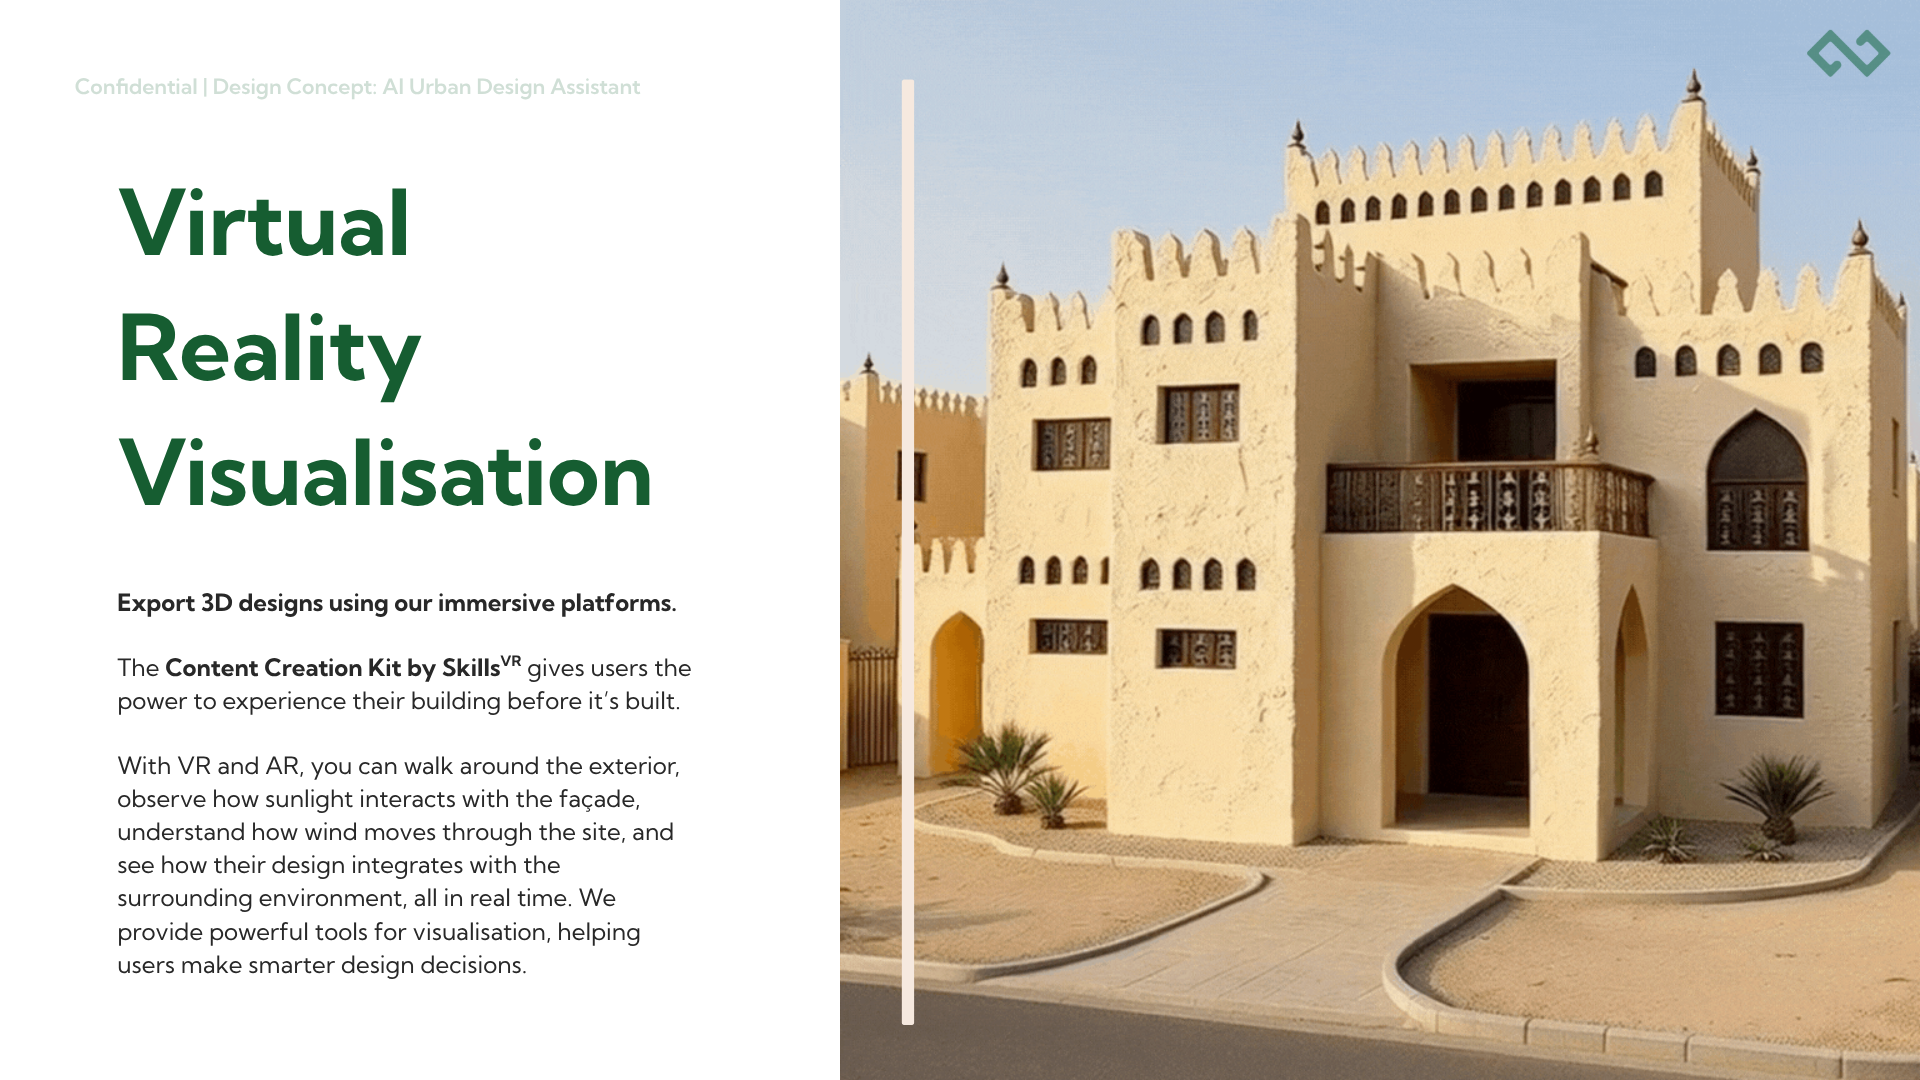 Confidential | Design Concept: AI Urban Design Assistant
Virtual
Reality
Visualisation
Export 3D designs using our immersive platforms.
The Content Creation Kit by SkillsVR gives users the
power to experience their building before it’s built.
With VR and AR, you can walk around the exterior,
observe how sunlight interacts with the façade,
understand how wind moves through the site, and
see how their design integrates with the
surrounding environment, all in real time. We
provide powerful tools for visualisation, helping
users make smarter design decisions.